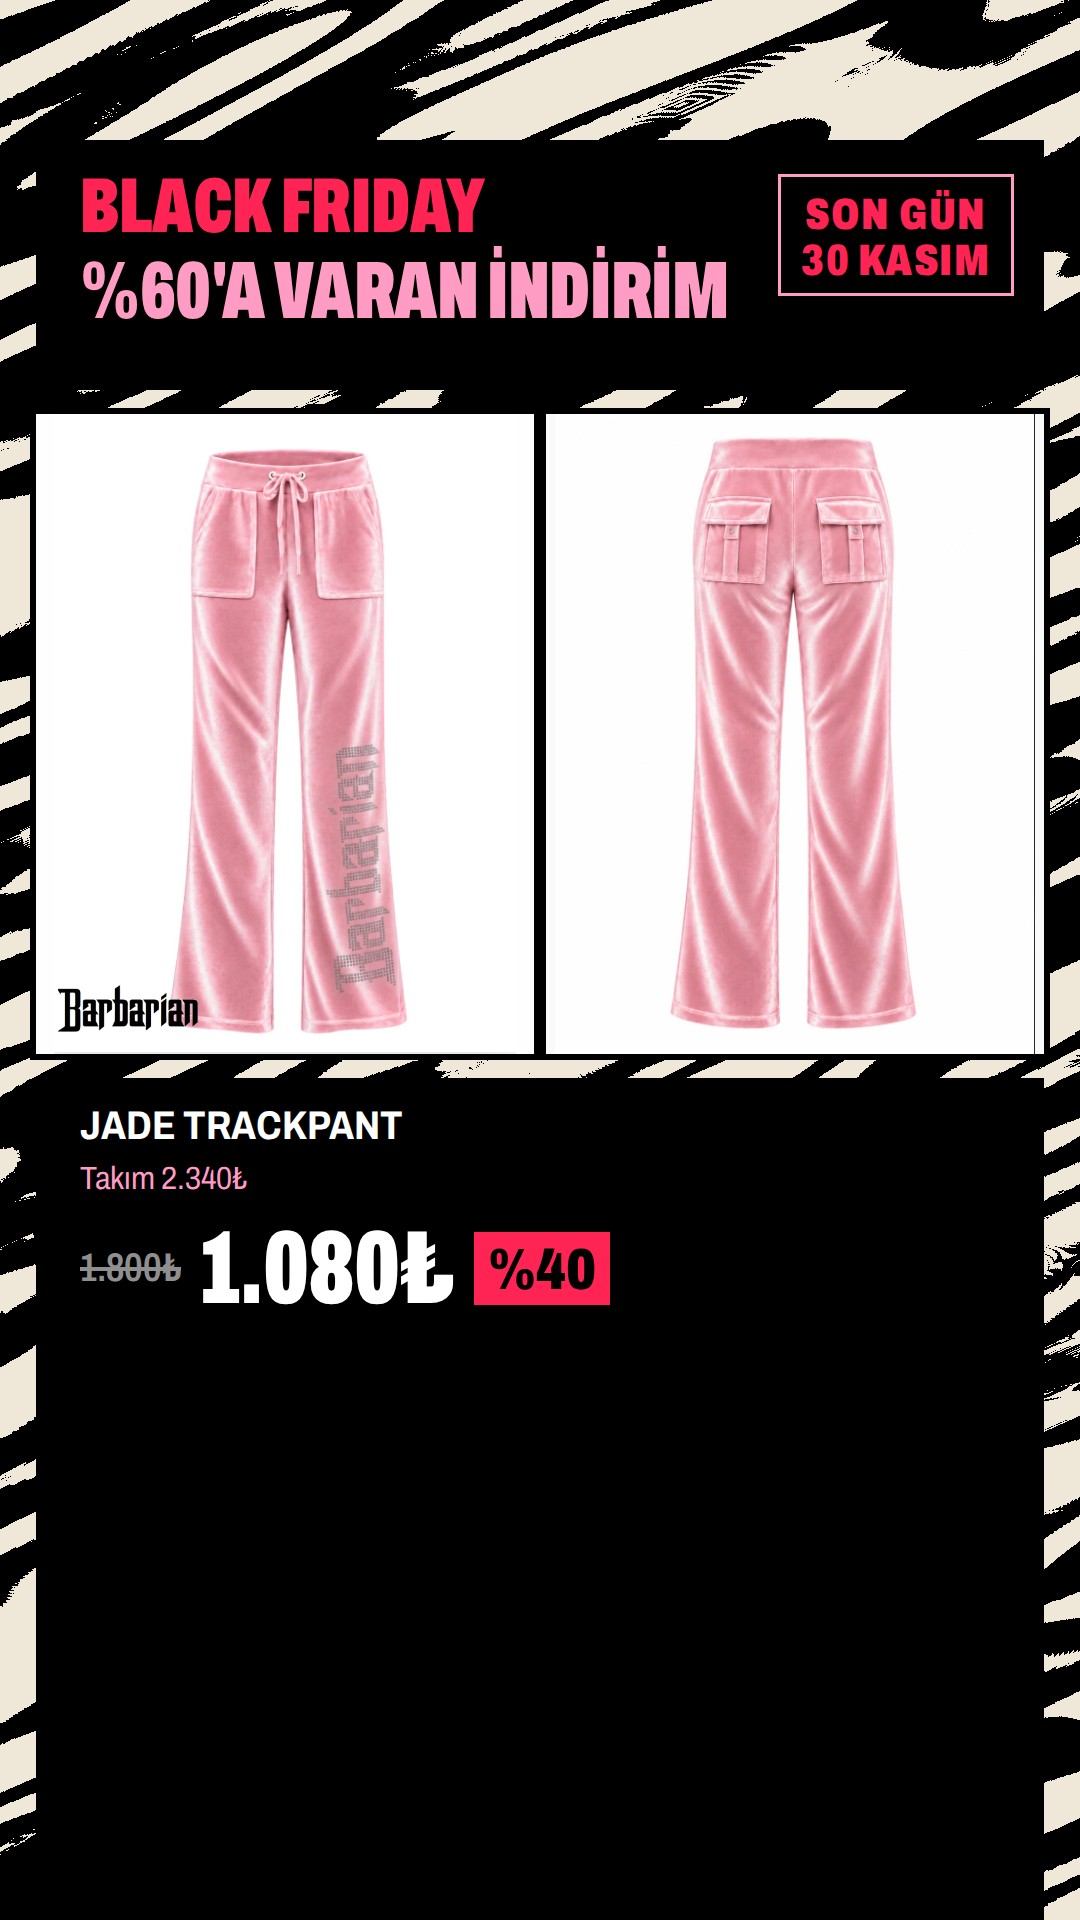 BLACK FRIDAY
%60'A VARAN İNDİRİM
SON GÜN
30 KASIM
Barbarian
Barbarian
JADE TRACKPANT
Takım 2.340₺
1.800₺ 1.080₺ %40